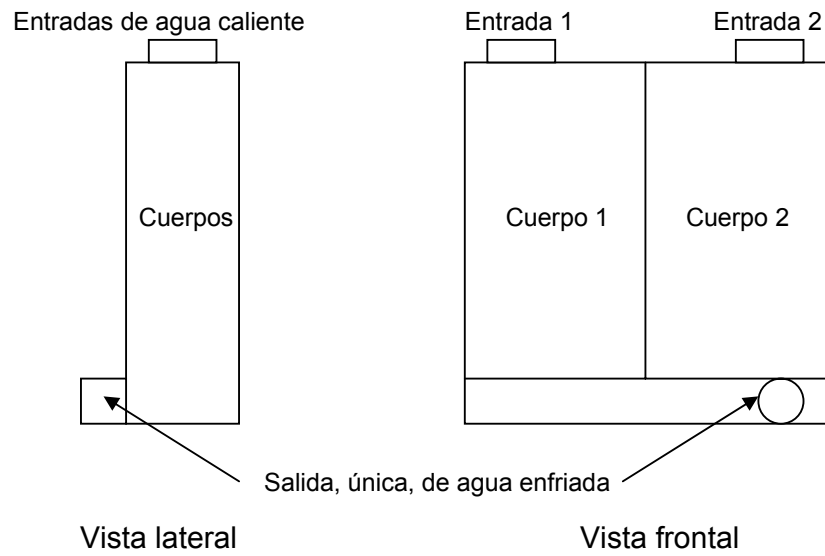 Entradas de agua caliente
Entrada 1
Entrada 2
Cuerpos
Cuerpo 1
Cuerpo 2
Salida, única, de agua enfriada
Vista lateral
Vista frontal